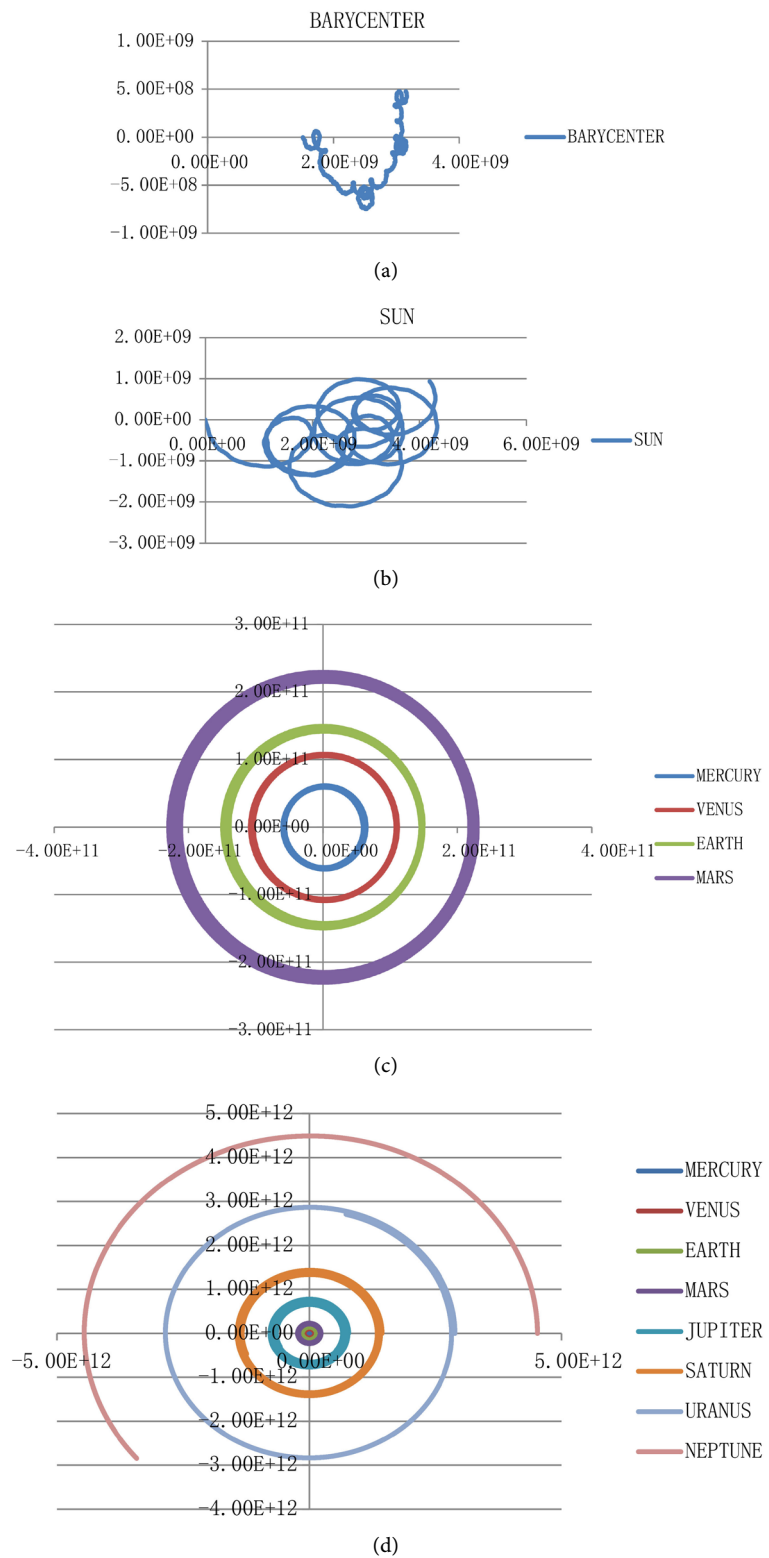 BARYCENTER
1.00E+09
5.00E+08
0.00E+00
BARYCENTER
0.00E+00 2.00E+09 4.00E+09
-5.00E+08
-1.00E+09
(a)
SUN
2.00E+09
1.00E+09
0.00E+00
0.00E+00 2.00E+09 4.00E+09 6.00E+09
SUN
-1.00E+09
-2.00E+09
-3.00E+09
(b)
3.00E+11
2.00E+11
1.00E+11
MERCURY
VENUS
0.00E+00
EARTH
-4.00E+11 -2.00E+11 0.00E+00 2.00E+11 4.00E+11
MARS
-1.00E+11
-2.00E+11
-3.00E+11
(c)
5.00E+12
4.00E+12
MERCURY
3.00E+12
VENUS
2.00E+12
EARTH
1.00E+12
MARS
0.00E+00
JUPITER
-5.00E+12 0.00E+00 5.00E+12
SATURN
-1.00E+12
-2.00E+12
URANUS
-3.00E+12
NEPTUNE
-4.00E+12
(d)